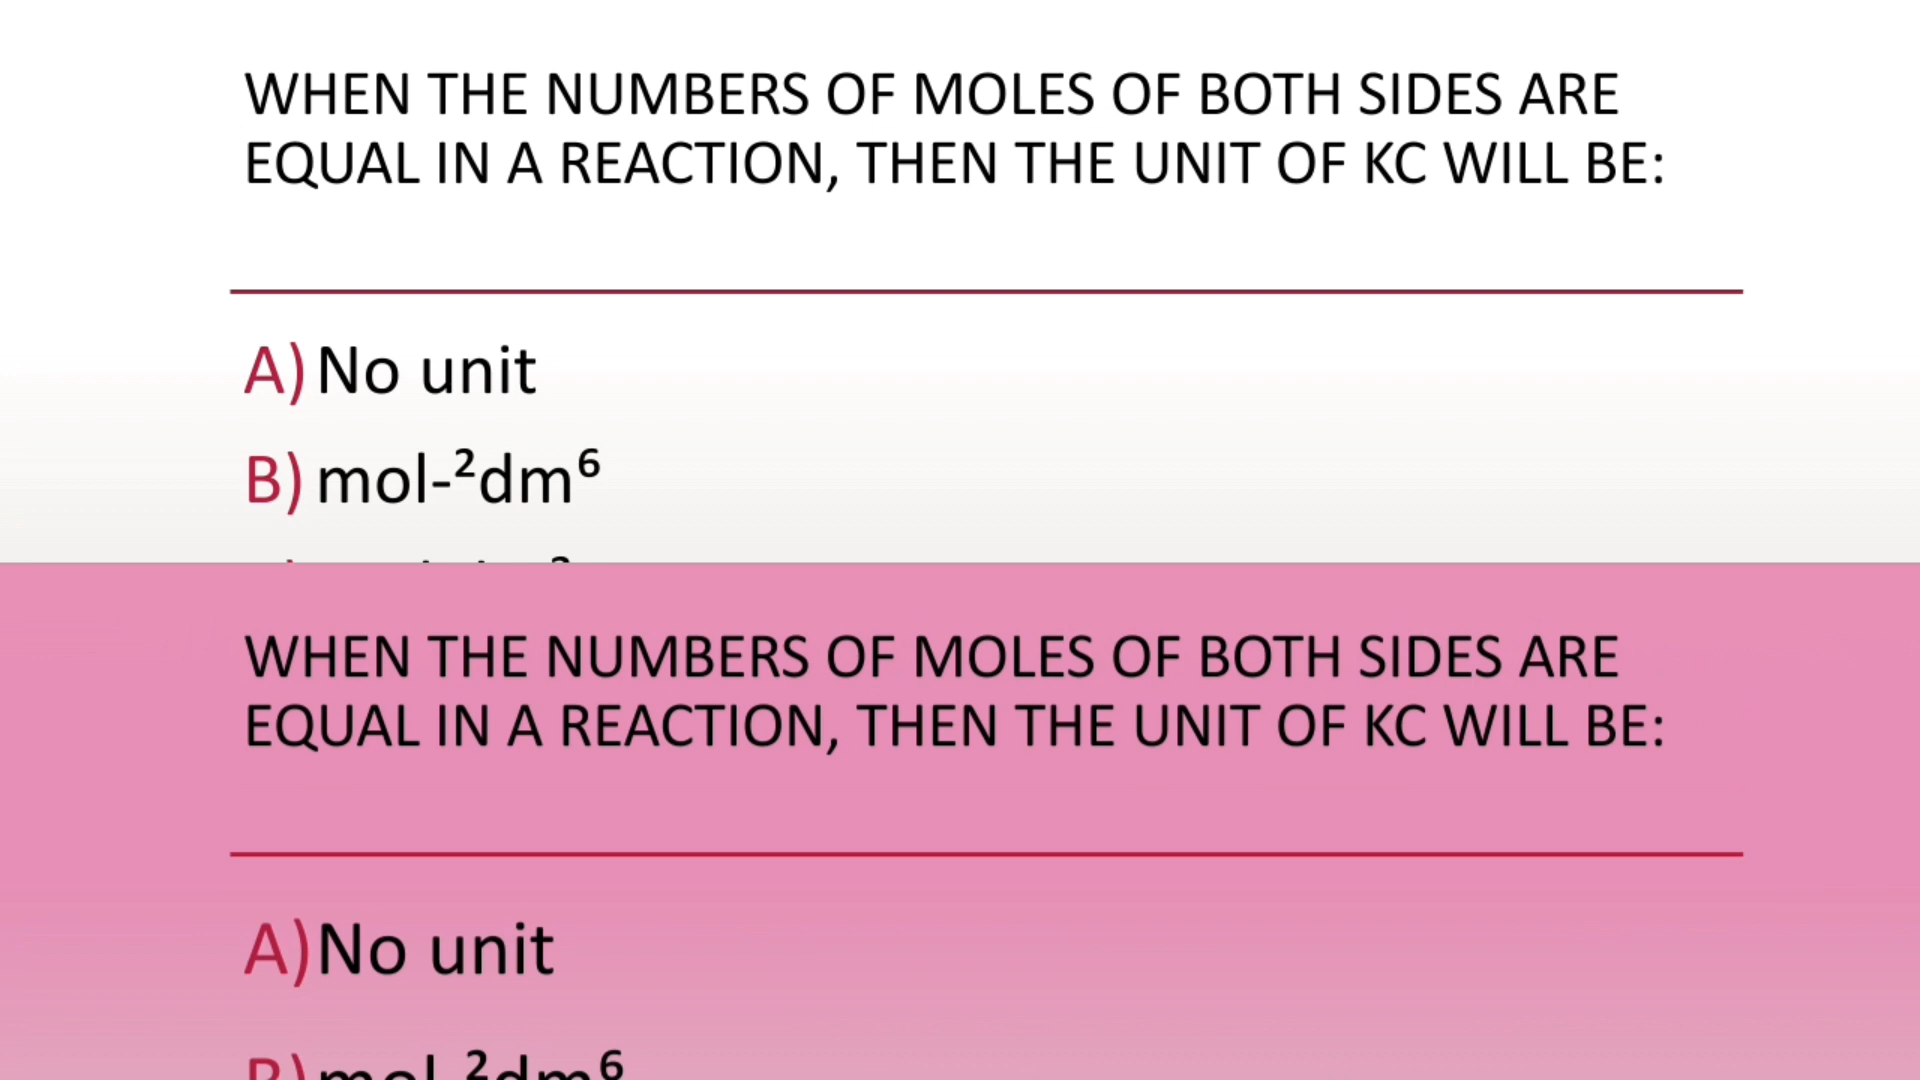 WHEN THE NUMBERS OF MOLES OF BOTH SIDES ARE
EQUAL IN A REACTION, THEN THE UNIT OF KC WILL BE:
A) No unit
B) mol-²dm⁶
WHEN THE NUMBERS OF MOLES OF BOTH SIDES ARE
EQUAL IN A REACTION, THEN THE UNIT OF KC WILL BE:
A) No unit
B) mol-²dm⁶